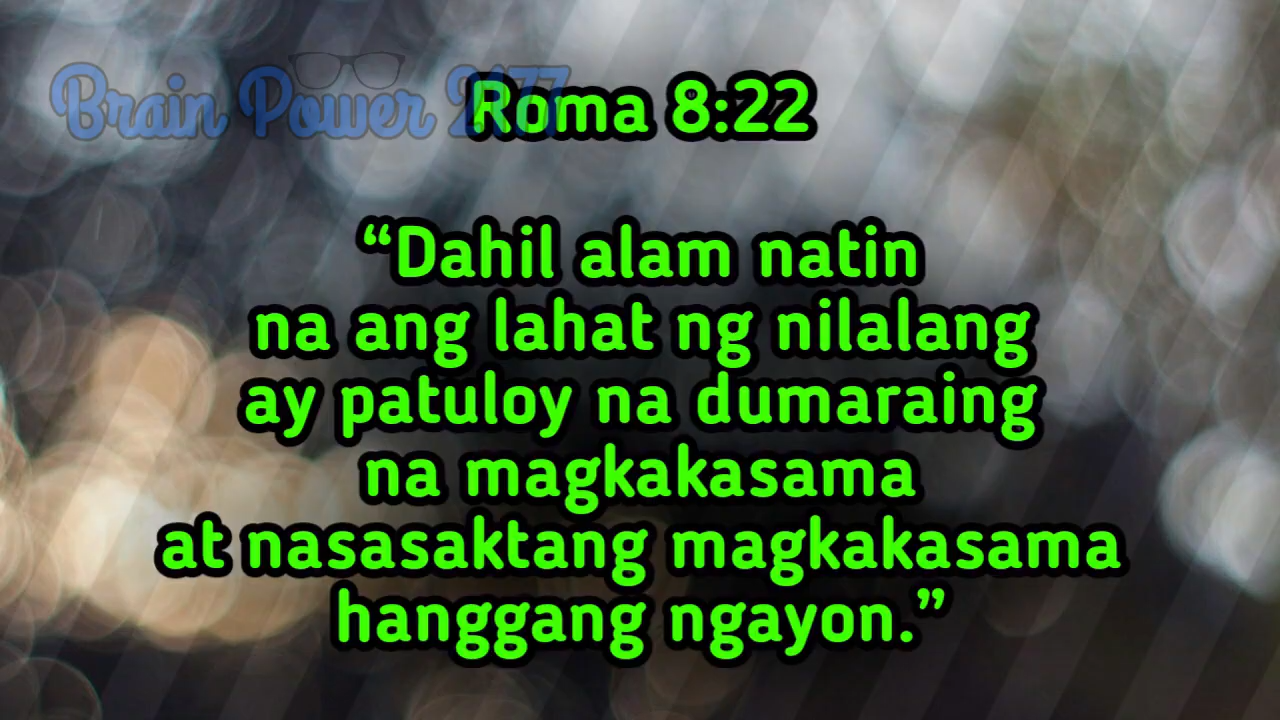 Brain Power 2177
Roma 8:22
“Dahil alam natin
na ang lahat ng nilalang
ay patuloy na dumaraing
na magkakasama
at nasasaktang magkakasama
hanggang ngayon.”